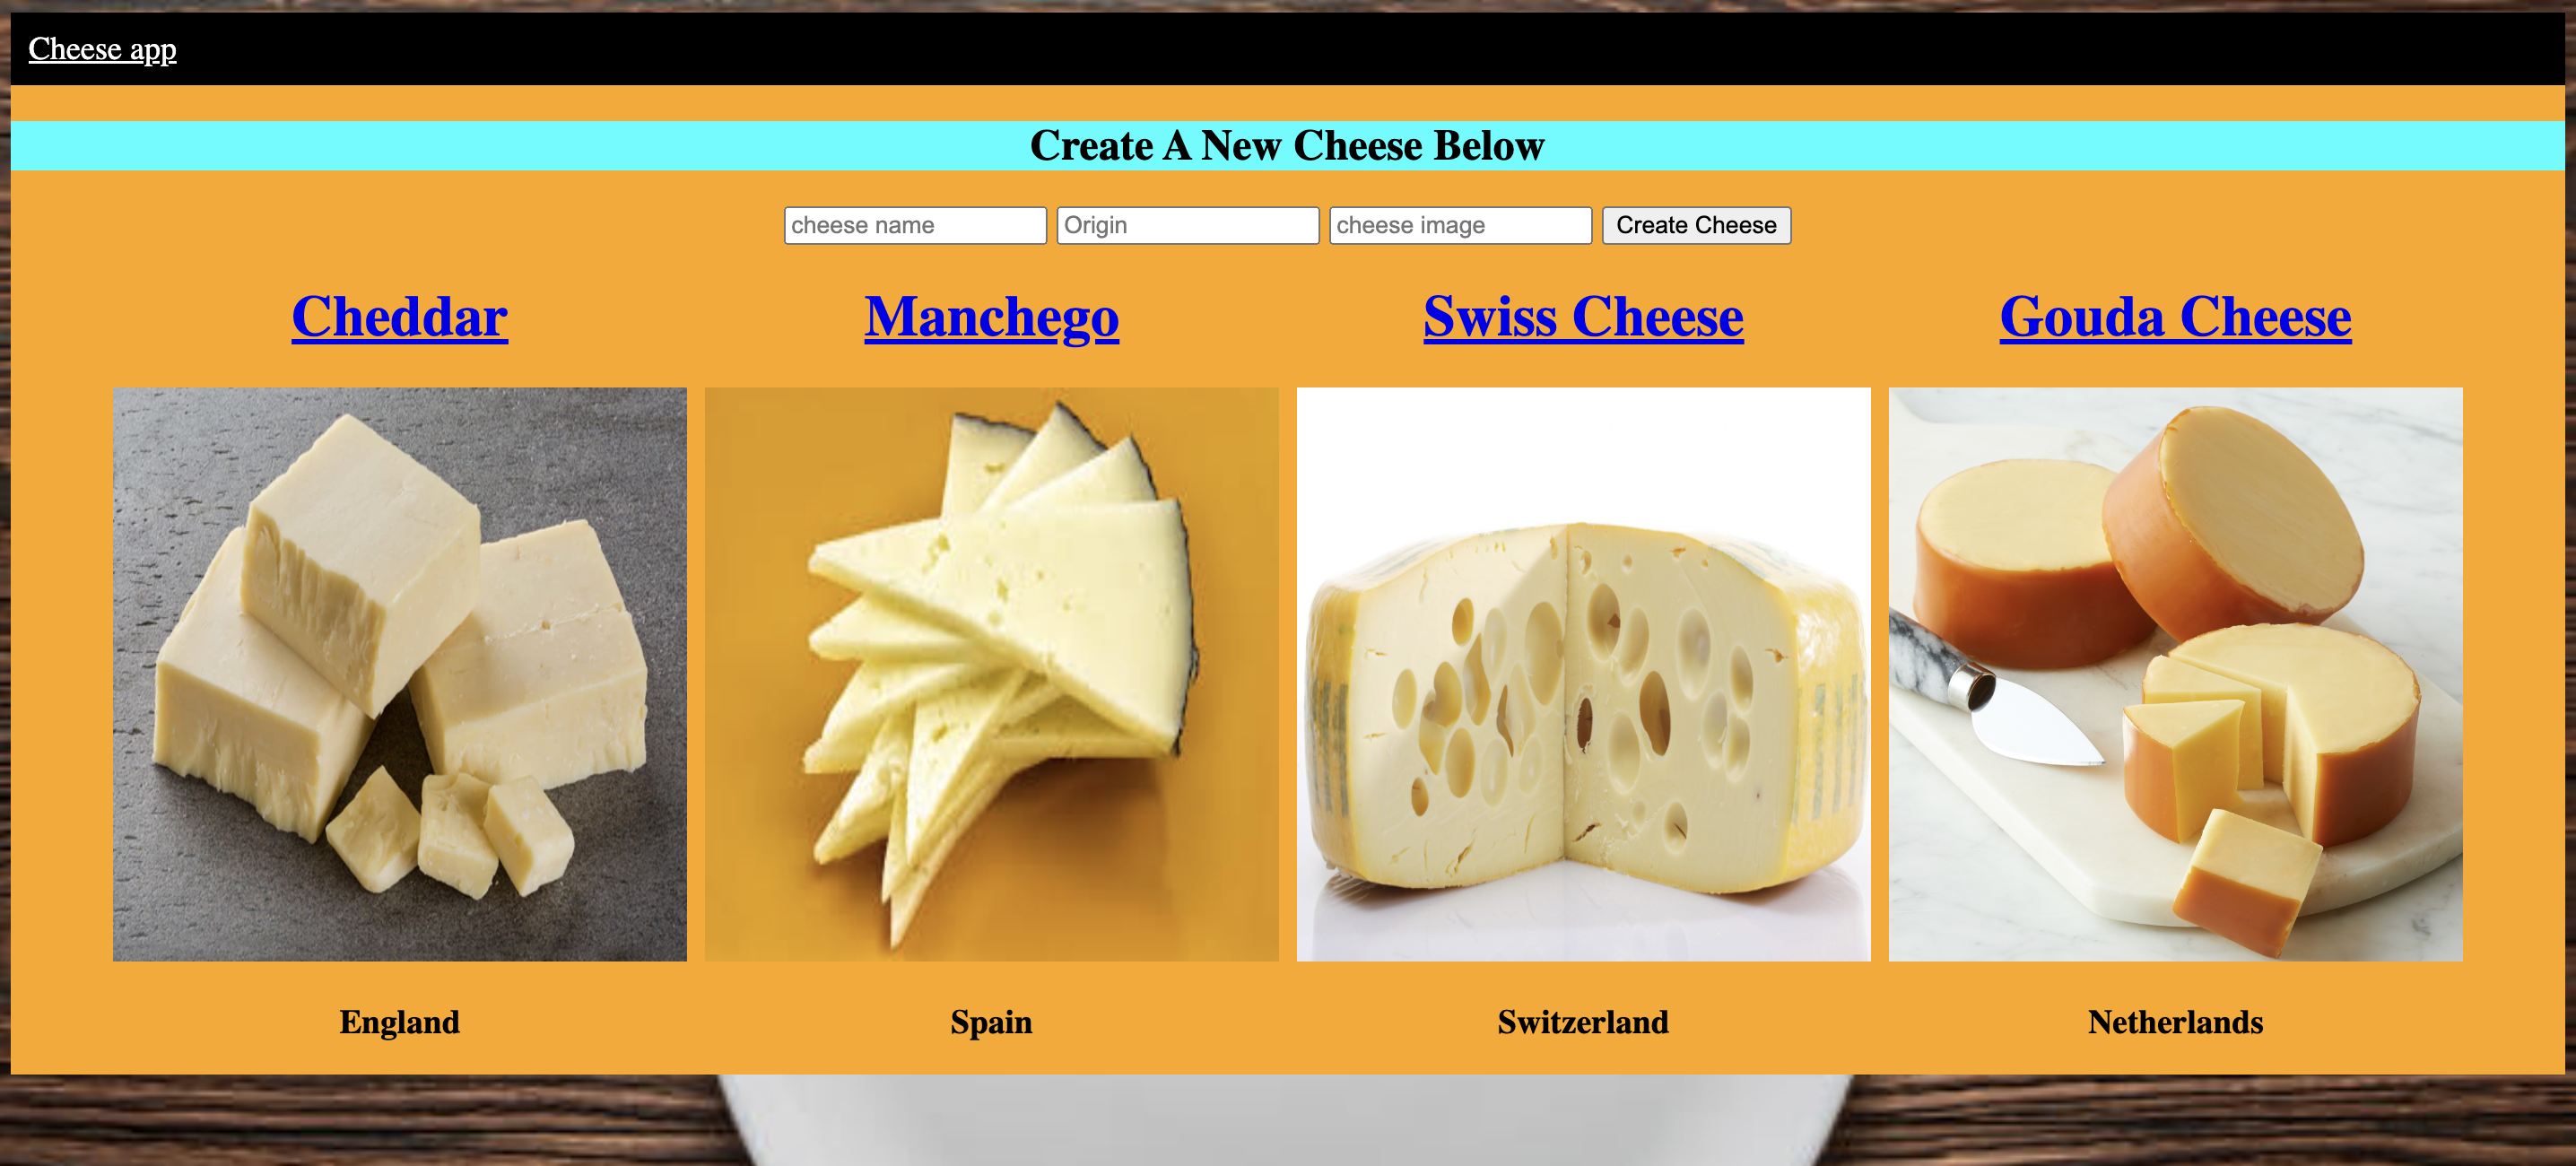 Cheese app
Create A New Cheese Below
cheese name Origin cheese image Create Cheese
Cheddar Manchego Swiss Cheese Gouda Cheese
England Spain Switzerland Netherlands